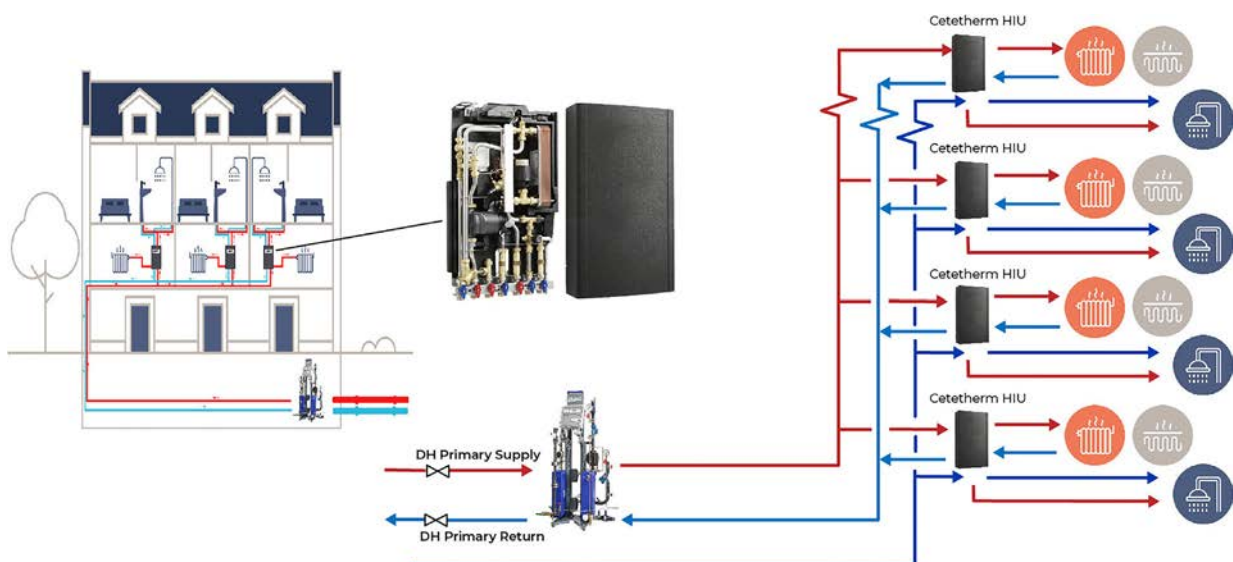 Cetetherm HIU
Cetetherm HIU
Cetetherm HIU
Cetetherm HIU
DH Primary Supply
DH Primary Return